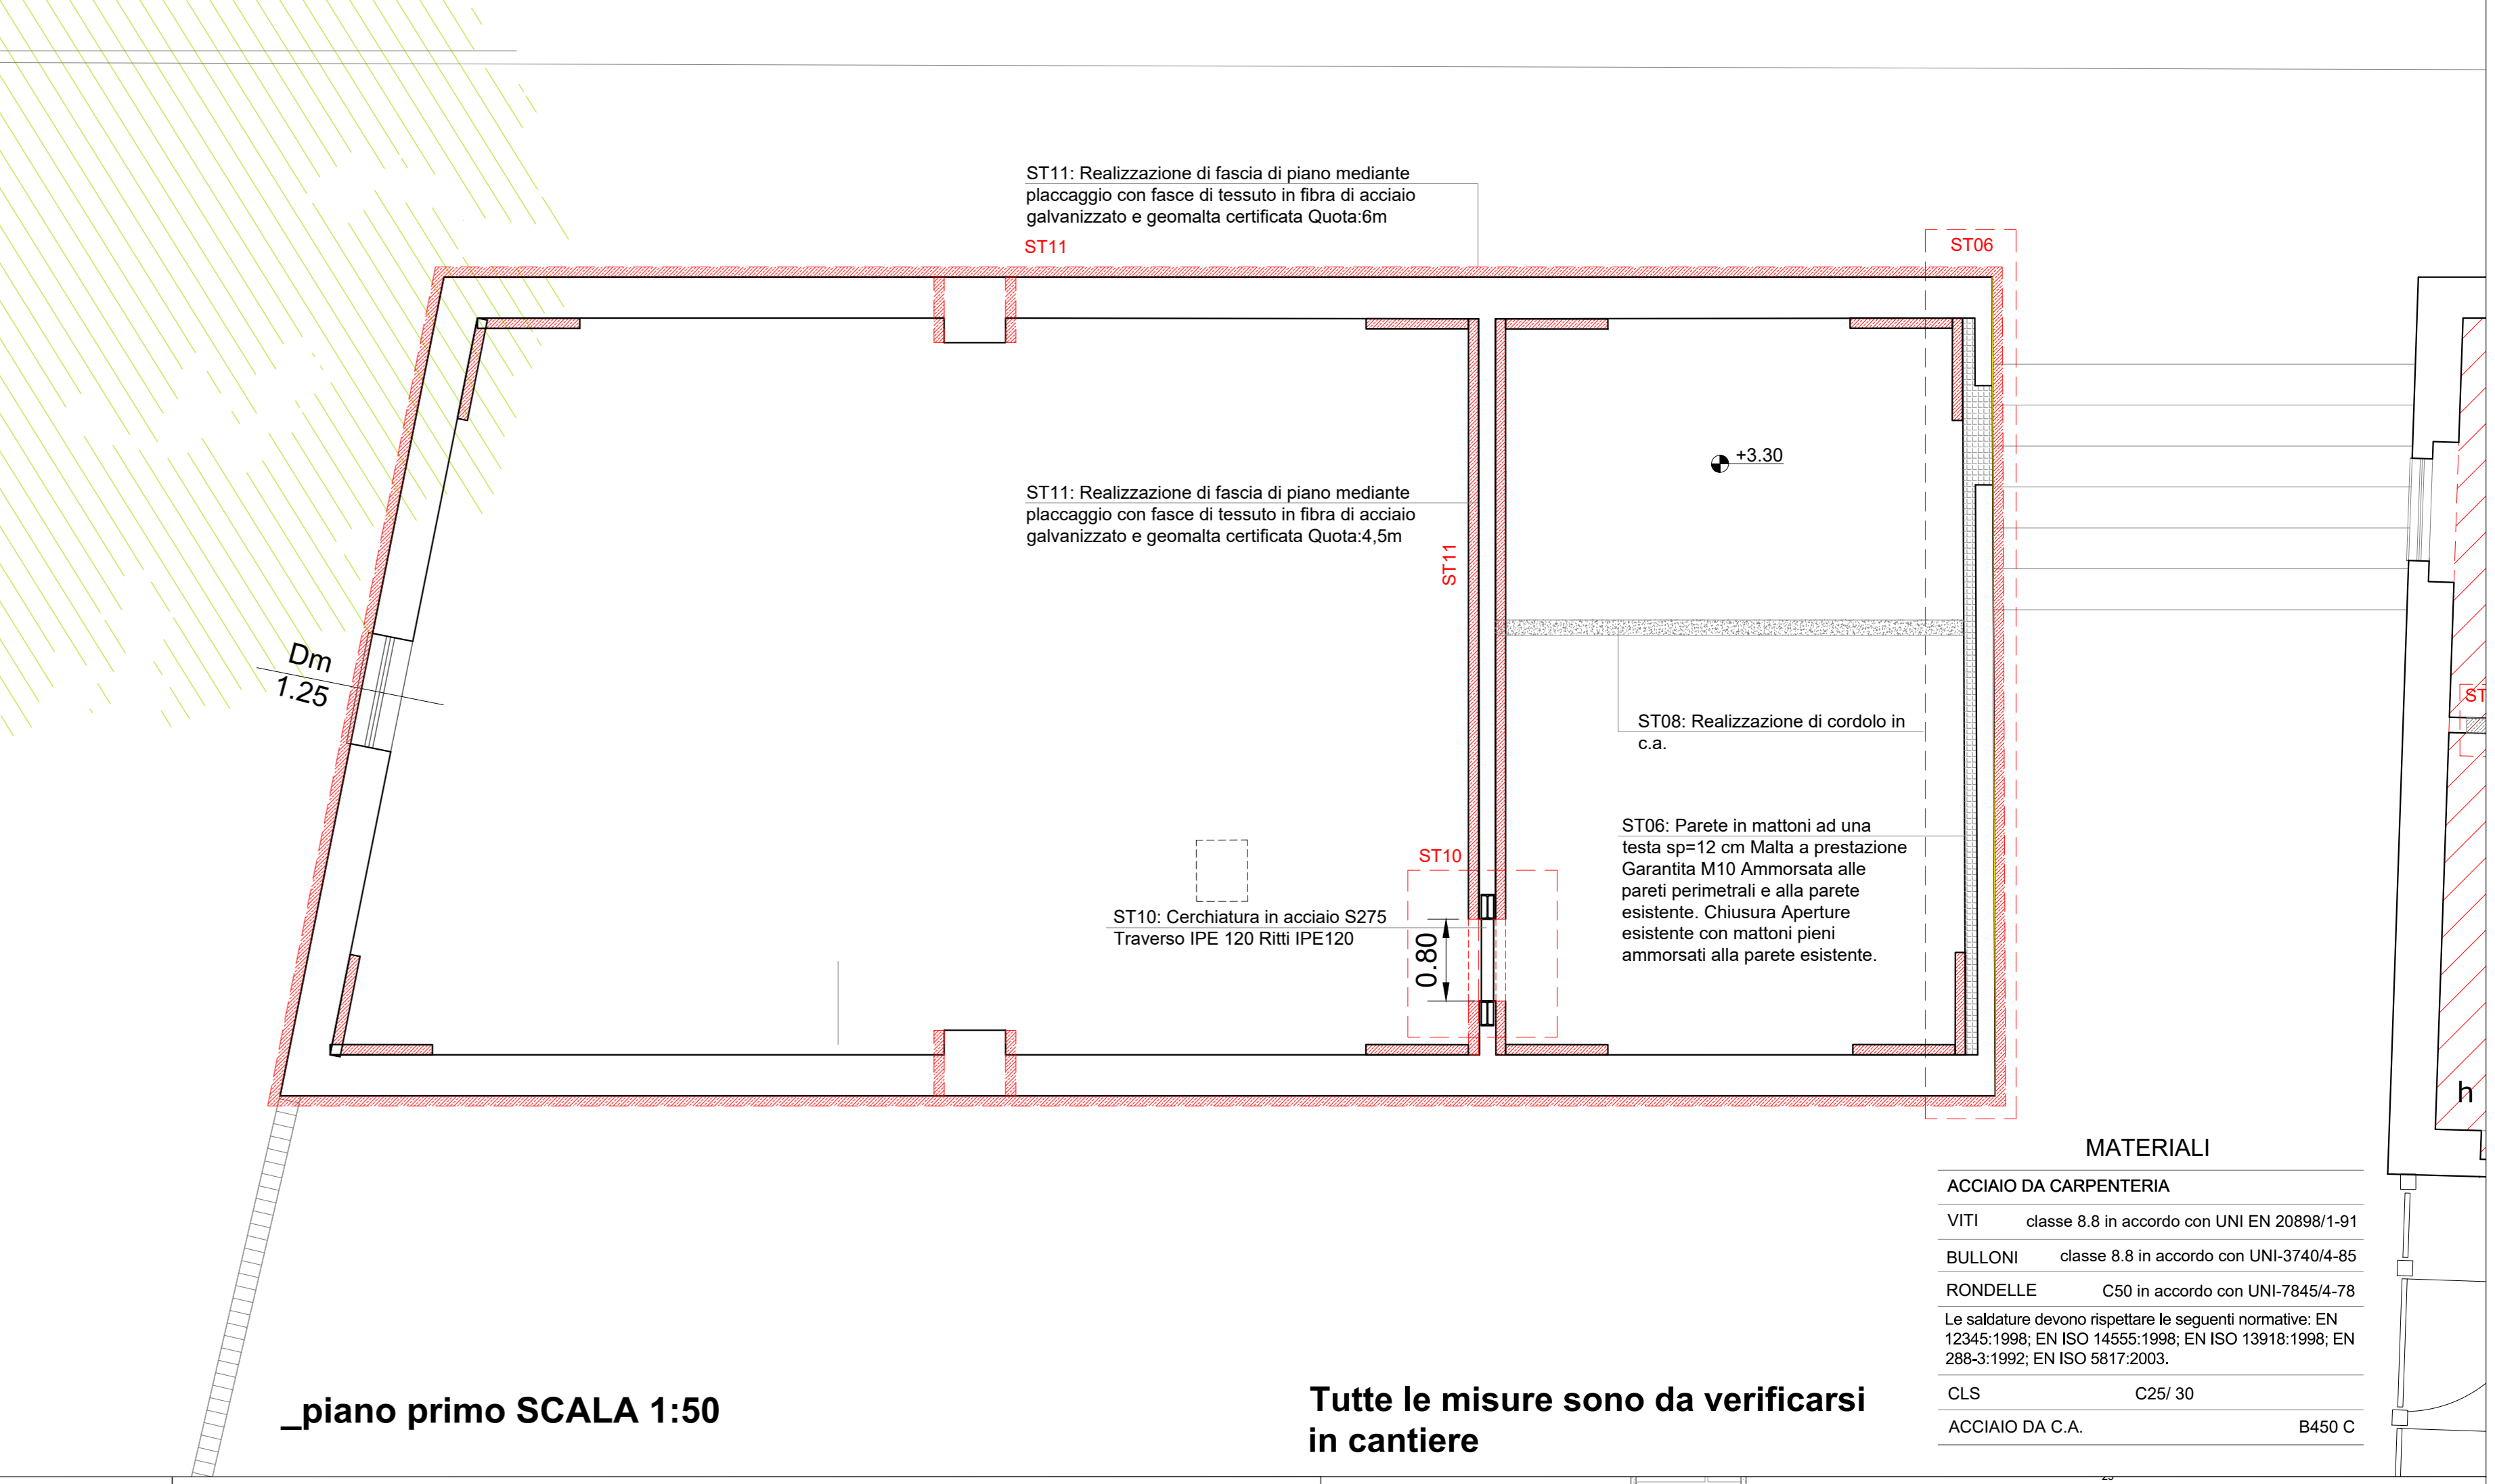 ST11: Realizzazione di fascia di piano mediante
placcaggio con fasce di tessuto in fibra di acciaio
galvanizzato e geomalta certificata Quota:6m
ST11
ST06
+3.30
ST11: Realizzazione di fascia di piano mediante
placcaggio con fasce di tessuto in fibra di acciaio
galvanizzato e geomalta certificata Quota:4,5m
ST11
Dm
1.25
ST
ST08: Realizzazione di cordolo in
c.a.
ST06: Parete in mattoni ad una
testa sp=12 cm Malta a prestazione
Garantita M10 Ammorsata alle
pareti perimetrali e alla parete
esistente. Chiusura Aperture
esistente con mattoni pieni
ammorsati alla parete esistente.
ST10
ST10: Cerchiatura in acciaio S275
Traverso IPE 120 Ritti IPE120
0.80
h
MATERIALI
ACCIAIO DA CARPENTERIA
VITI classe 8.8 in accordo con UNI EN 20898/1-91
BULLONI classe 8.8 in accordo con UNI-3740/4-85
RONDELLE C50 in accordo con UNI-7845/4-78
Le saldature devono rispettare le seguenti normative: EN
12345:1998; EN ISO 14555:1998; EN ISO 13918:1998; EN
288-3:1992; EN ISO 5817:2003.
CLS C25/ 30
ACCIAIO DA C.A. B450 C
_piano primo SCALA 1:50
Tutte le misure sono da verificarsi
in cantiere